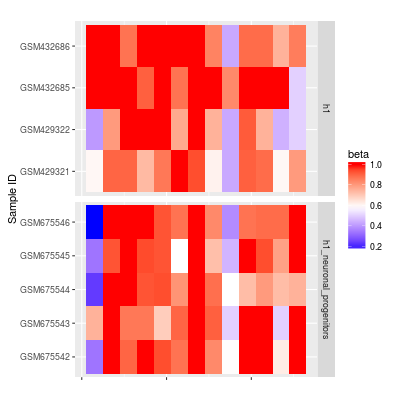 Sample ID
GSM432686
GSM432685
GSM429322
GSM429321
h1
GSM675546
GSM675545
GSM675544
GSM675543
GSM675542
h1_neuronal_progenitors
beta
1.0
0.8
0.6
0.4
0.2